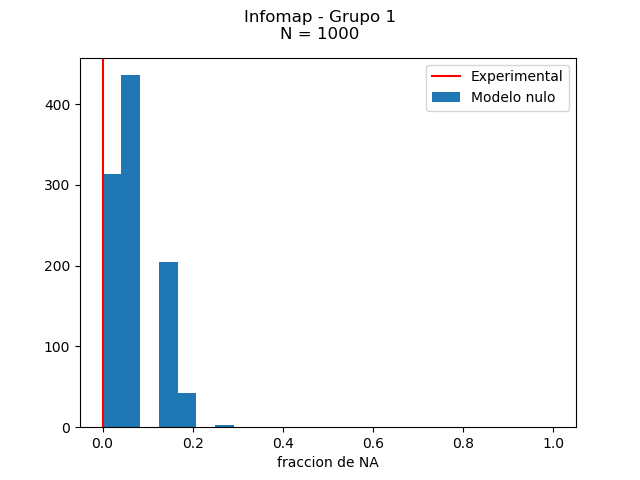 Infomap - Grupo 1
N = 1000
Experimental
Modelo nulo
400
300
200
100
0
0.0 0.2 0.4 0.6 0.8 1.0
fraccion de NA